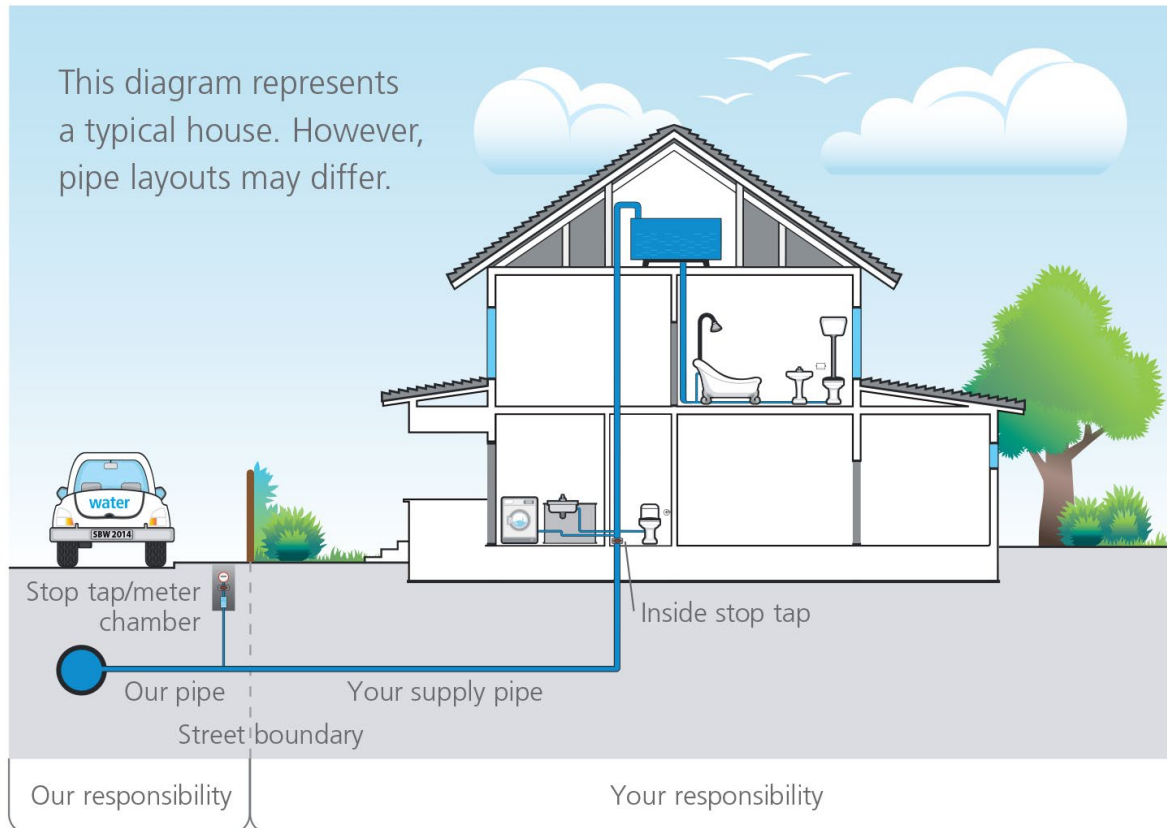 This diagram represents
a typical house. However,
pipe layouts may differ.
water
SBW 2014
Stop tap/meter
chamber
Inside stop tap
Our pipe
Your supply pipe
Street boundary
Our responsibility
Your responsibility